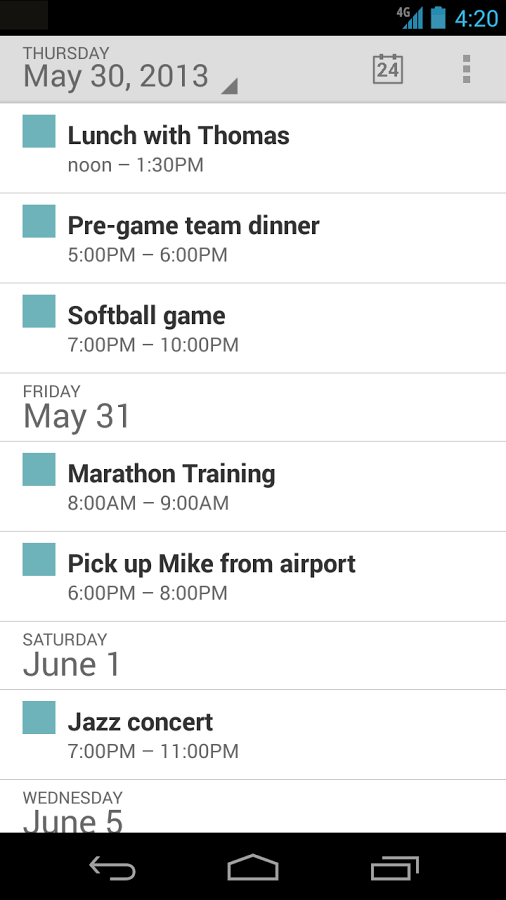 4G 4:20
THURSDAY
May 30, 2013
24
Lunch with Thomas
noon – 1:30PM
Pre-game team dinner
5:00PM – 6:00PM
Softball game
7:00PM – 10:00PM
FRIDAY
May 31
Marathon Training
8:00AM – 9:00AM
Pick up Mike from airport
6:00PM – 8:00PM
SATURDAY
June 1
Jazz concert
7:00PM – 11:00PM
WEDNESDAY
June 5